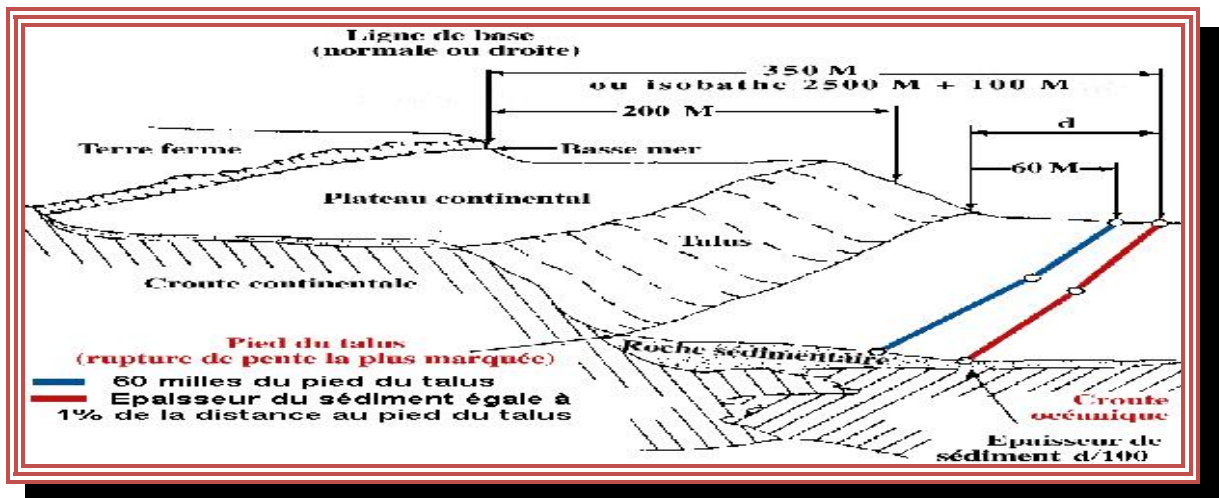 Ligne de base
(normale ou droite)
350 M
ou isobathe 2500 M + 100 M
200 M
d
Terre ferme
Basse mer
60 M
Plateau continental
Talus
Croute continentale
Pied du talus
(rupture de pente la plus marquée)
Roche sédimentaire
60 milles du pied du talus
Epaisseur du sédiment égale à
1% de la distance au pied du talus
Croute
océanique
Epaisseur de
sédiment d/100